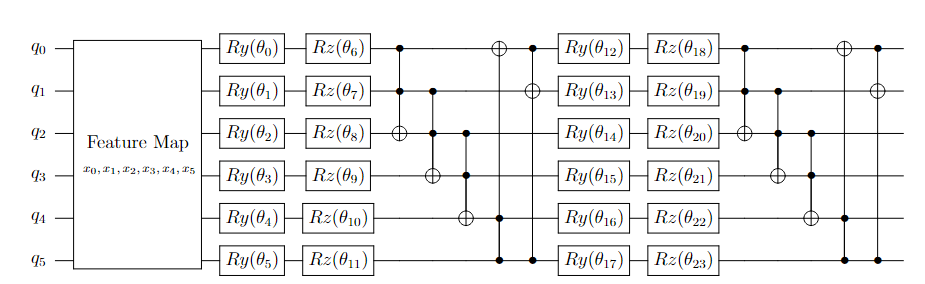 q₀ Ry(θ₀) Rz(θ₆) Ry(θ₁₂) Rz(θ₁₈)
q₁ Ry(θ₁) Rz(θ₇) Ry(θ₁₃) Rz(θ₁₹)
q₂ Ry(θ₂) Rz(θ₈) Ry(θ₁₄) Rz(θ₂₀)
Feature Map
x₀, x₁, x₂, x₃, x₄, x₅
q₃ Ry(θ₃) Rz(θ₉) Ry(θ₁₅) Rz(θ₂₁)
q₄ Ry(θ₄) Rz(θ₁₀) Ry(θ₁₆) Rz(θ₂₂)
q₅ Ry(θ₅) Rz(θ₁₁) Ry(θ₁₇) Rz(θ₂₃)